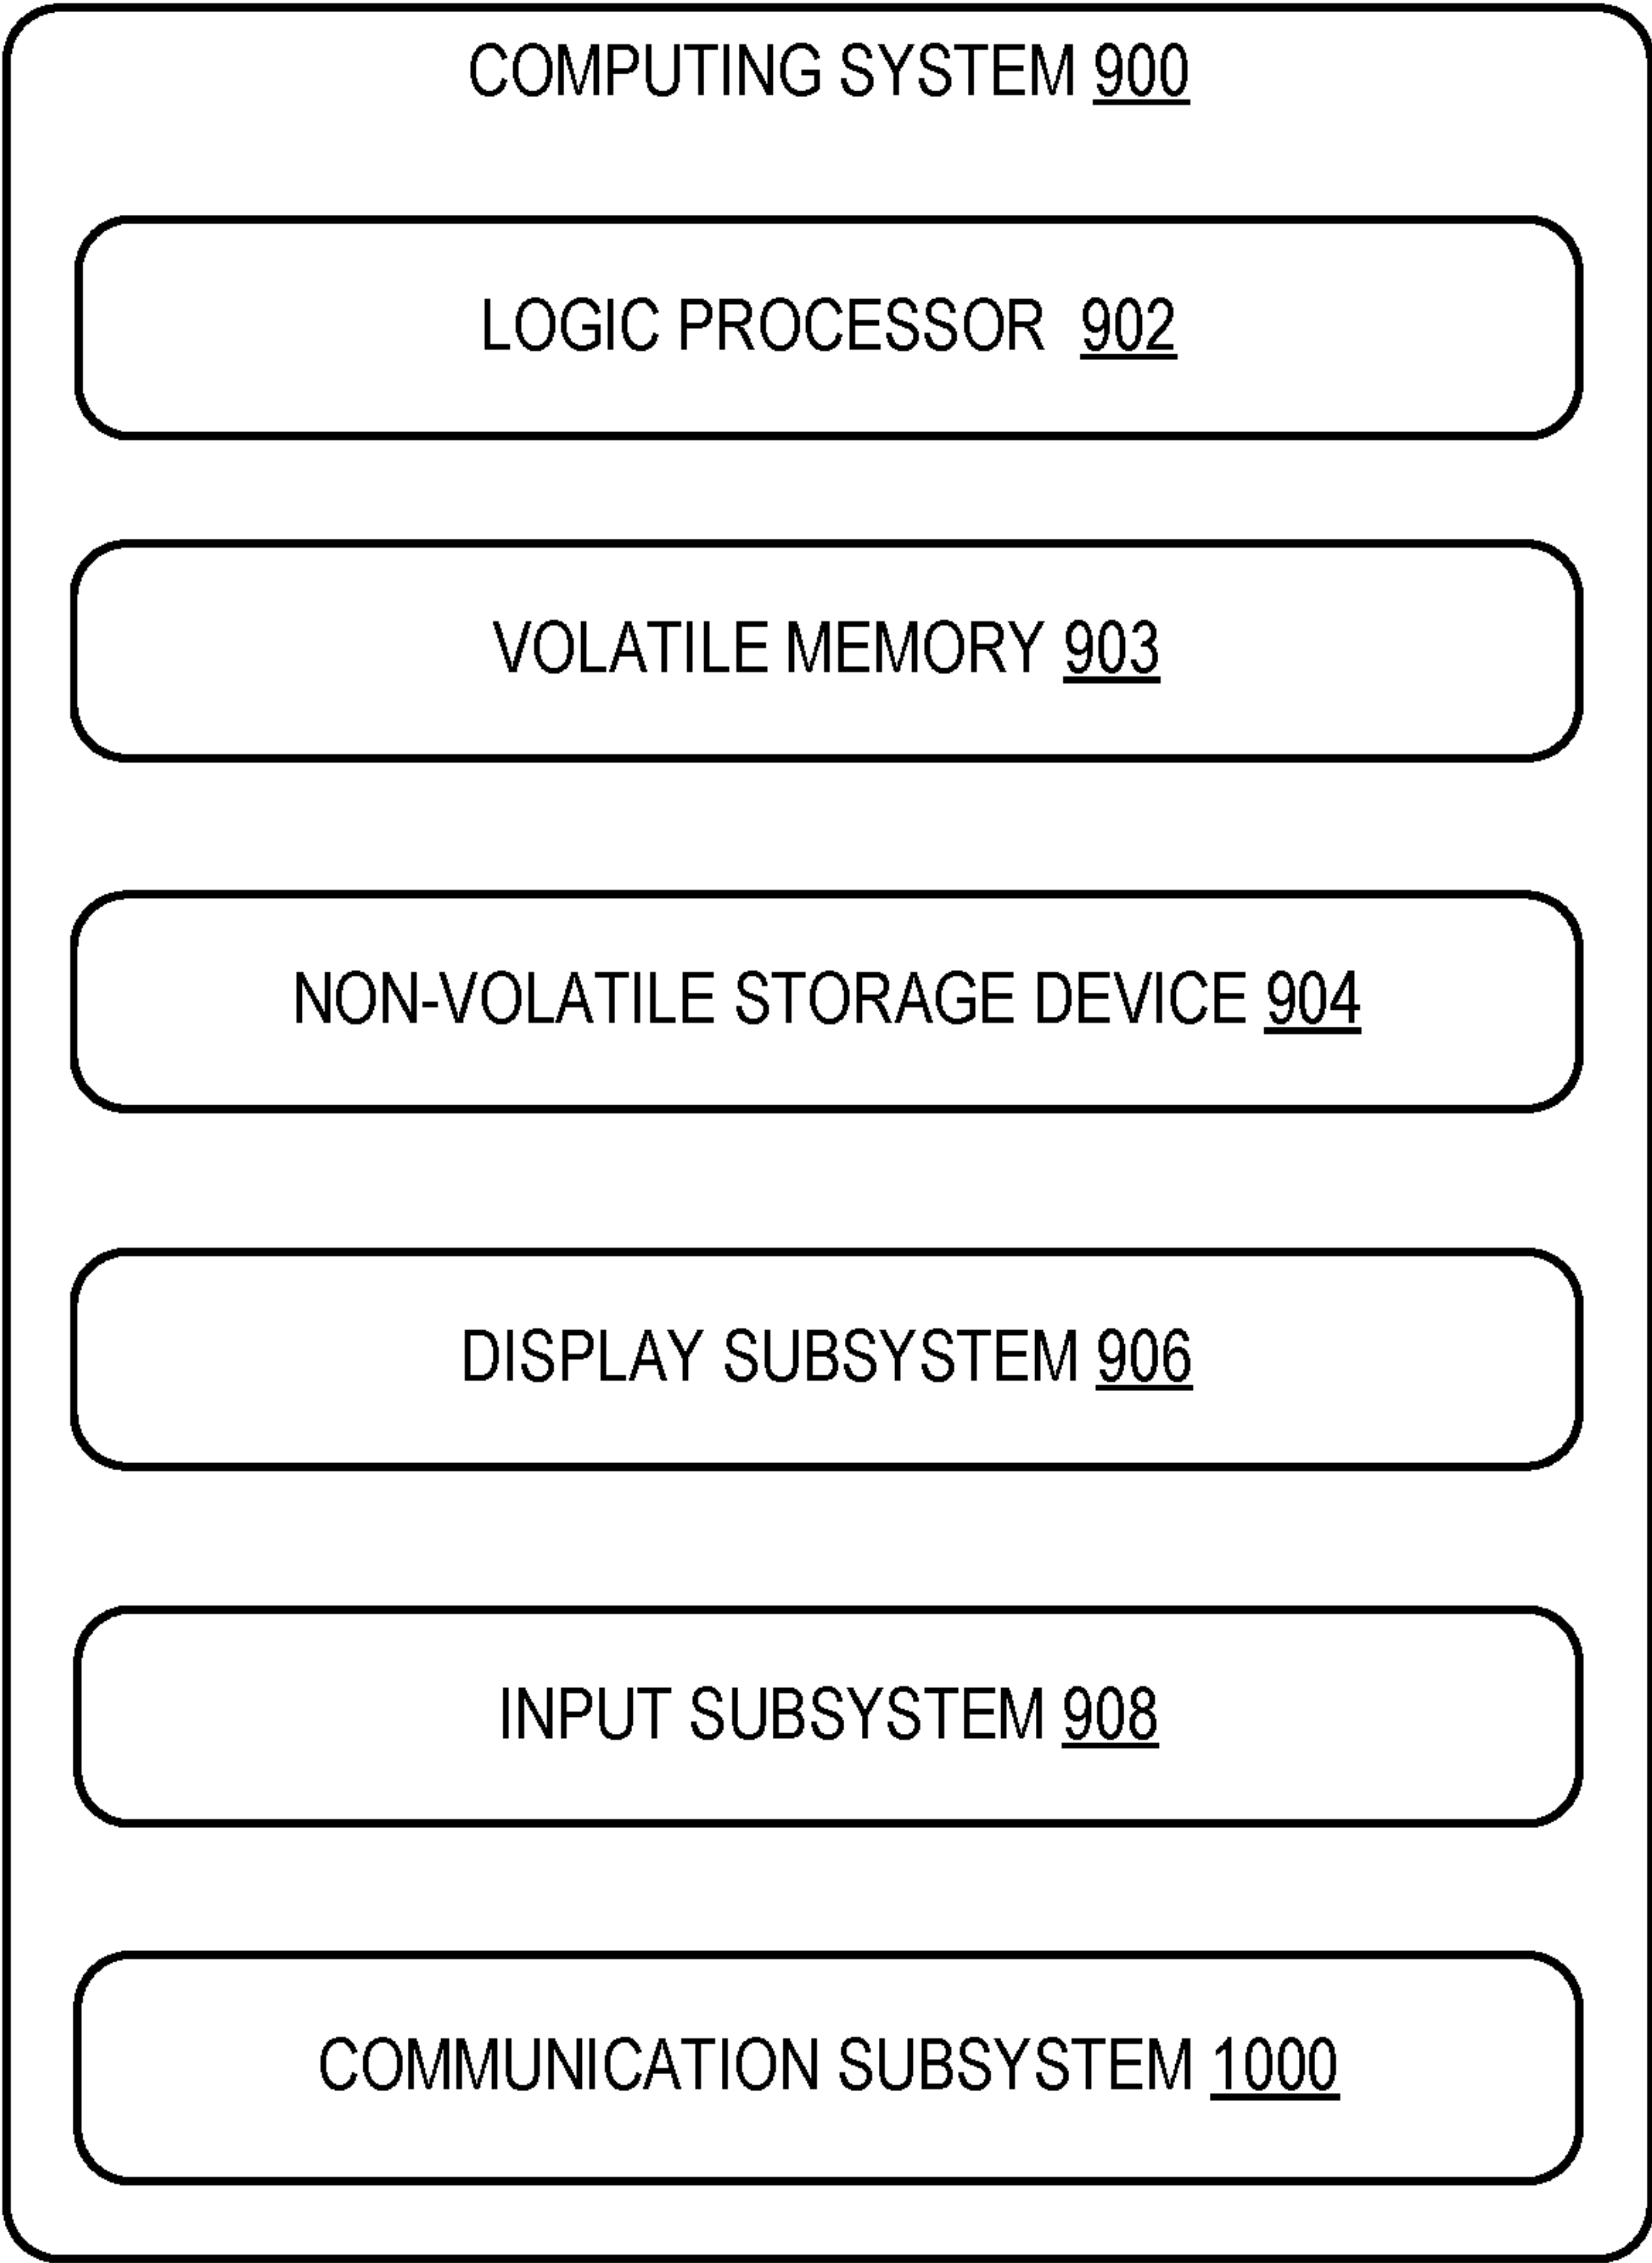 COMPUTING SYSTEM 900
LOGIC PROCESSOR 902
VOLATILE MEMORY 903
NON-VOLATILE STORAGE DEVICE 904
DISPLAY SUBSYSTEM 906
INPUT SUBSYSTEM 908
COMMUNICATION SUBSYSTEM 1000